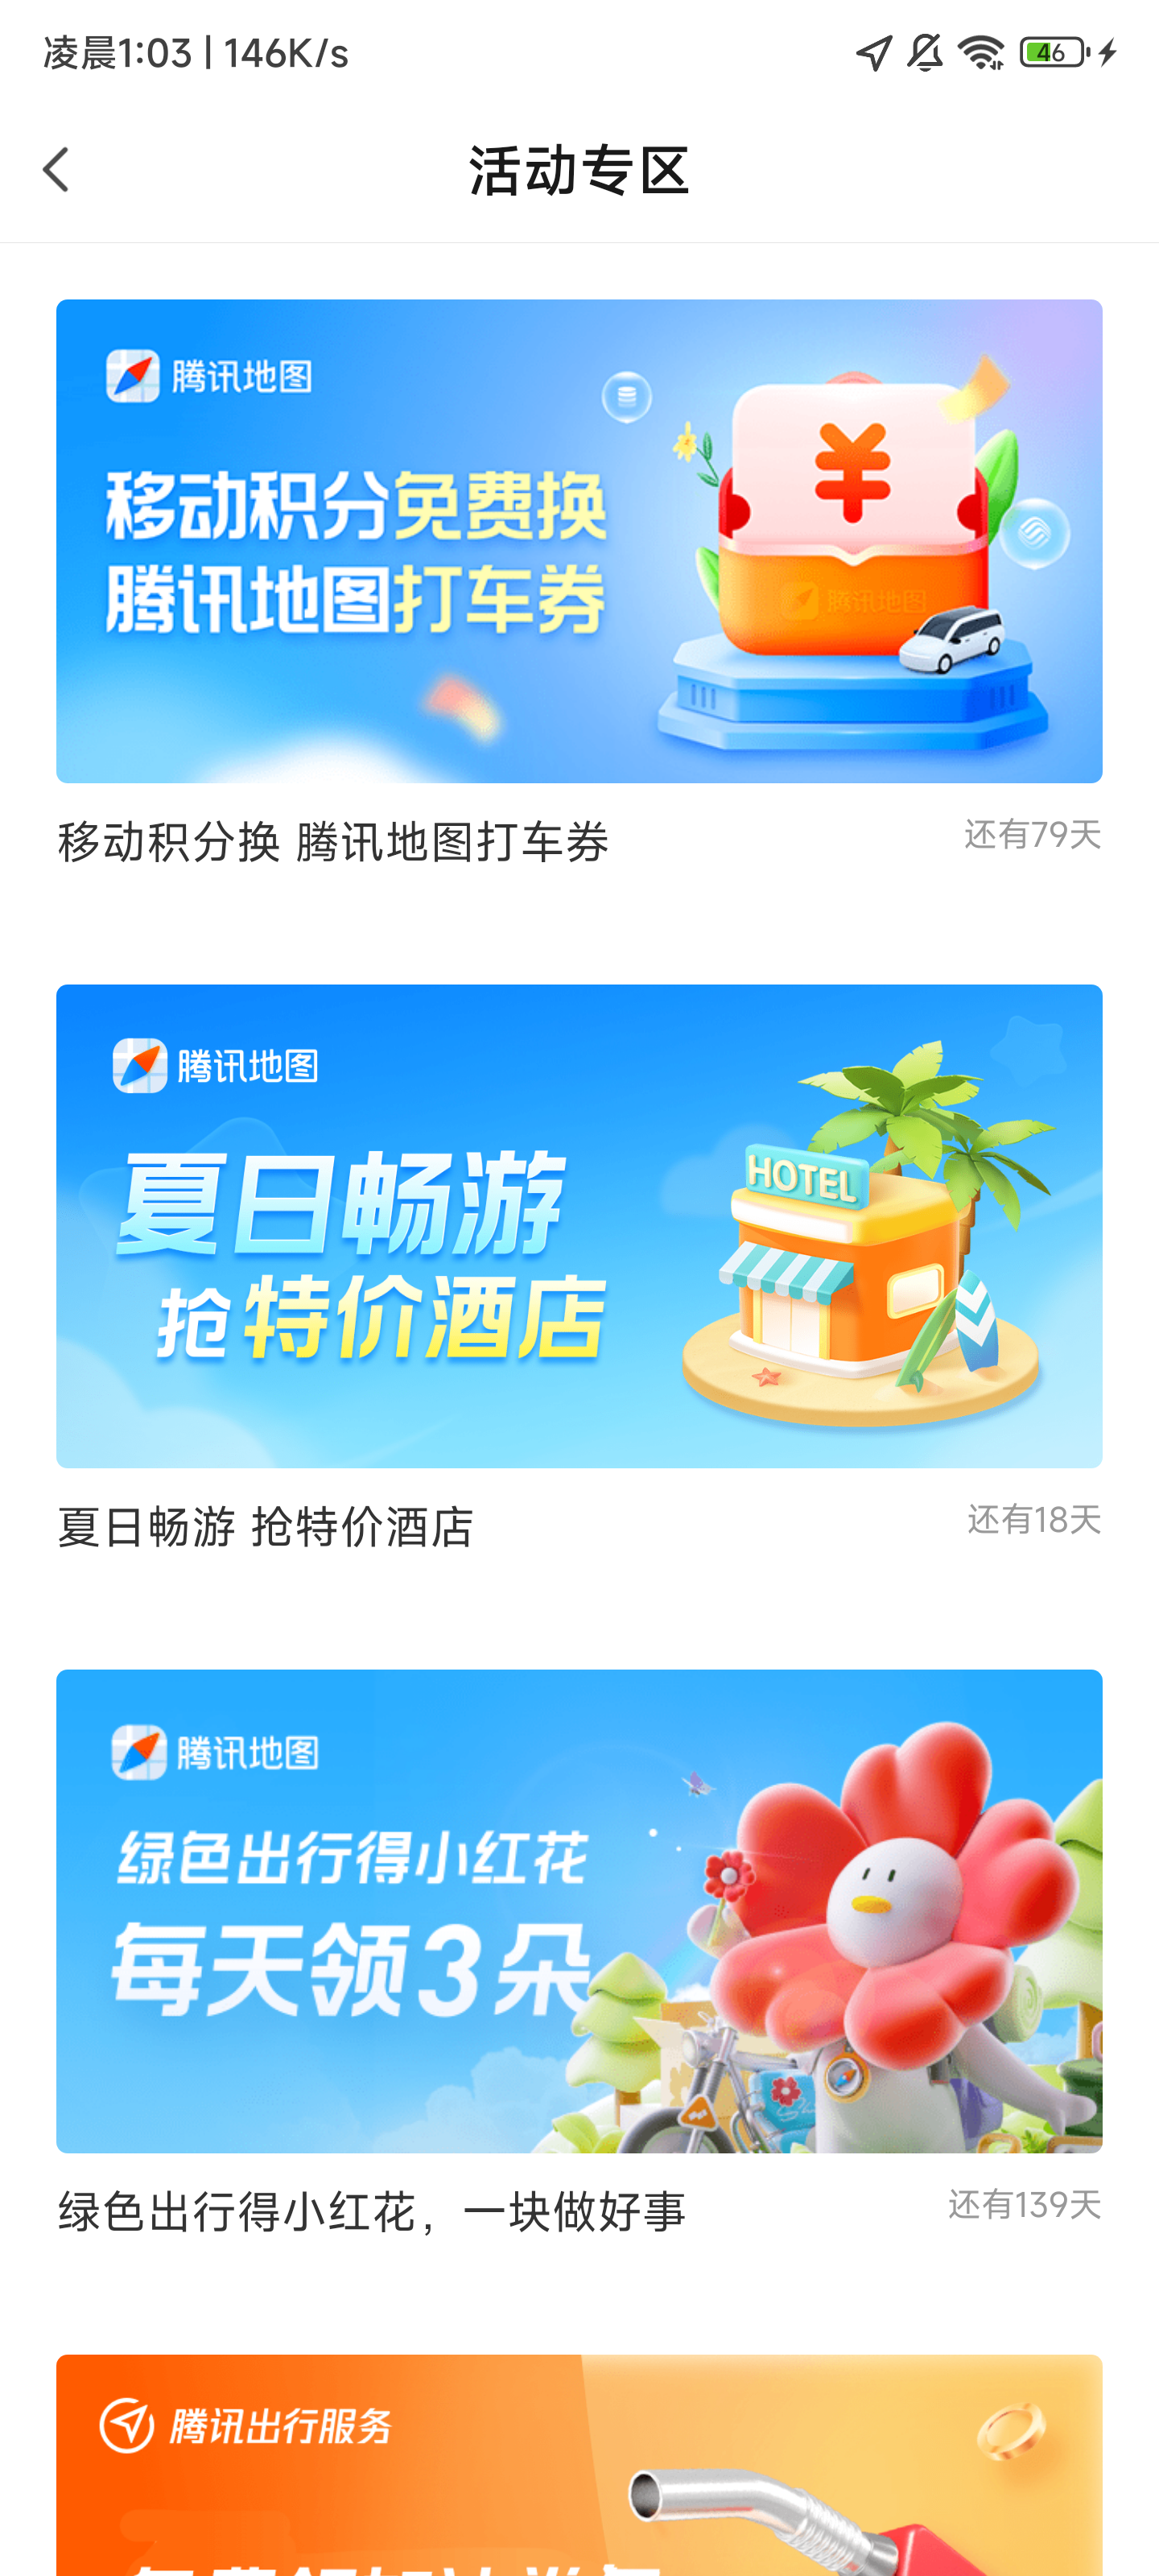 凌晨1:03 | 146K/s
46
活动专区
腾讯地图
移动积分免费换
腾讯地图打车券
腾讯地图
移动积分换 腾讯地图打车券
还有79天
腾讯地图
夏日畅游
抢特价酒店
HOTEL
夏日畅游 抢特价酒店
还有18天
腾讯地图
绿色出行得小红花
每天领3朵
绿色出行得小红花，一块做好事
还有139天
腾讯出行服务